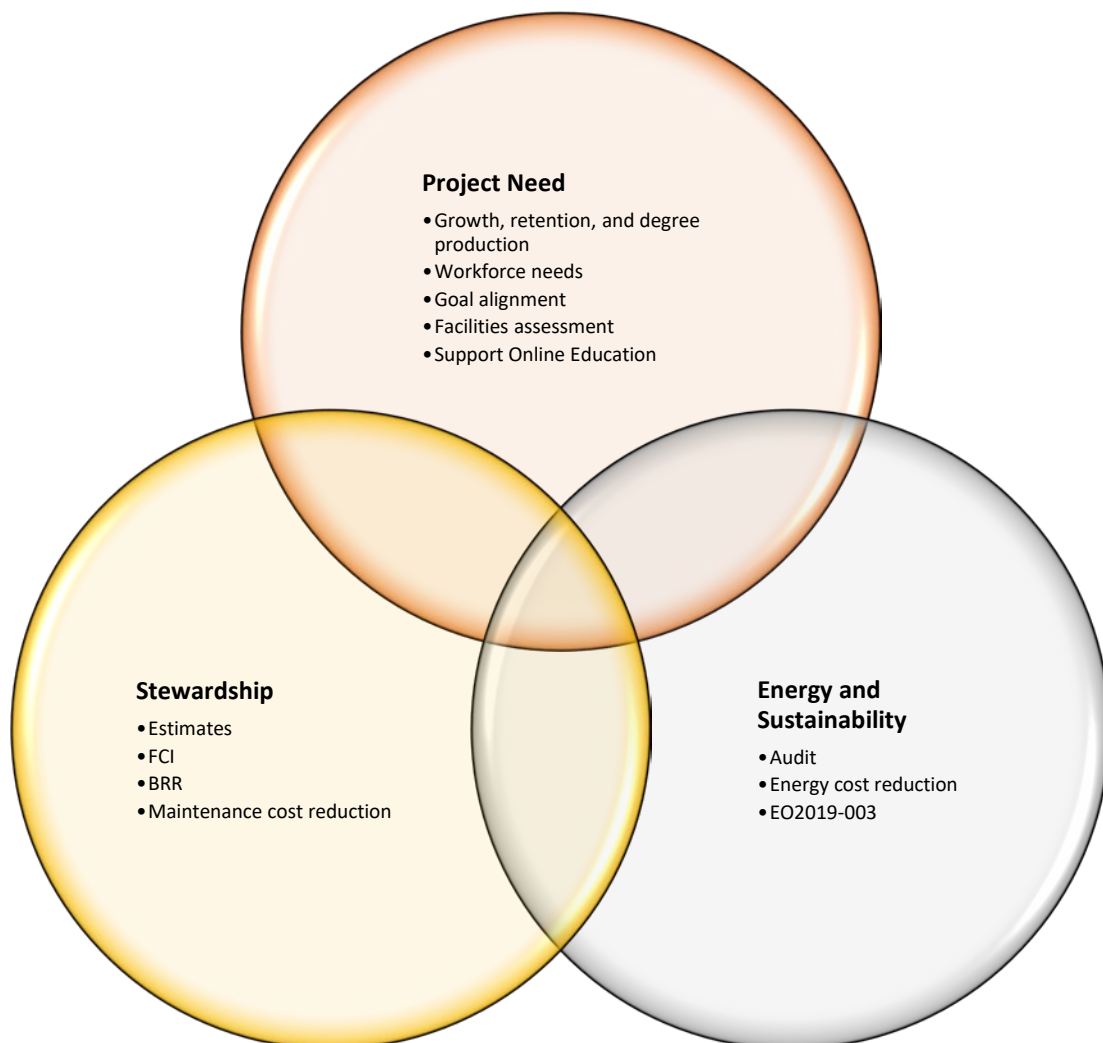 Project Need
•Growth, retention, and degree
production
•Workforce needs
•Goal alignment
•Facilities assessment
•Support Online Education
Stewardship
•Estimates
•FCI
•BRR
•Maintenance cost reduction
Energy and
Sustainability
•Audit
•Energy cost reduction
•EO2019-003